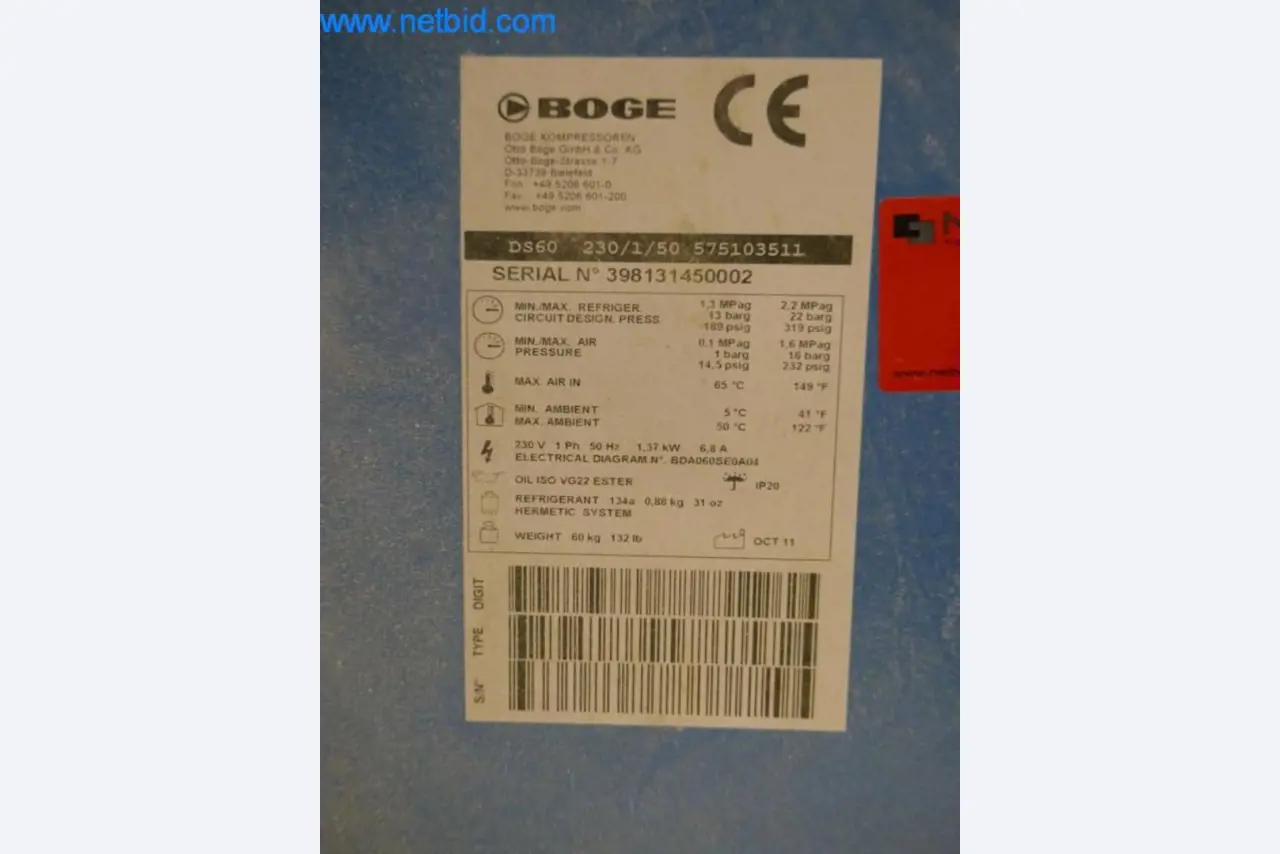 www.netbid.com
BOGE CE
BOGE KOMPRESSOREN
Otto Boge GmbH & Co. KG
Otto-Boge-Strasse 1-7
D-33739 Bielefeld
Fon +49 5206 601-0
Fax +49 5206 601-200
www.boge.com
DS60 230/1/50 575103511
SERIAL N° 398131450002
MIN./MAX. REFRIGER. 1,3 MPag 2,2 MPag
CIRCUIT DESIGN. PRESS. 13 barg 22 barg
189 psig 319 psig
MIN./MAX. AIR 0,1 MPag 1,6 MPag
PRESSURE 1 barg 16 barg
14,5 psig 232 psig
MAX. AIR IN 65 °C 149 °F
MIN. AMBIENT 5 °C 41 °F
MAX. AMBIENT 50 °C 122 °F
230 V 1 Ph 50 Hz 1,37 kW 6,8 A
ELECTRICAL DIAGRAM N°. BDA060SE0A04
OIL ISO VG22 ESTER IP20
REFRIGERANT 134a 0,88 kg 31 oz
HERMETIC SYSTEM
WEIGHT 60 kg 132 lb OCT 11
DIGIT
TYPE
S/N°